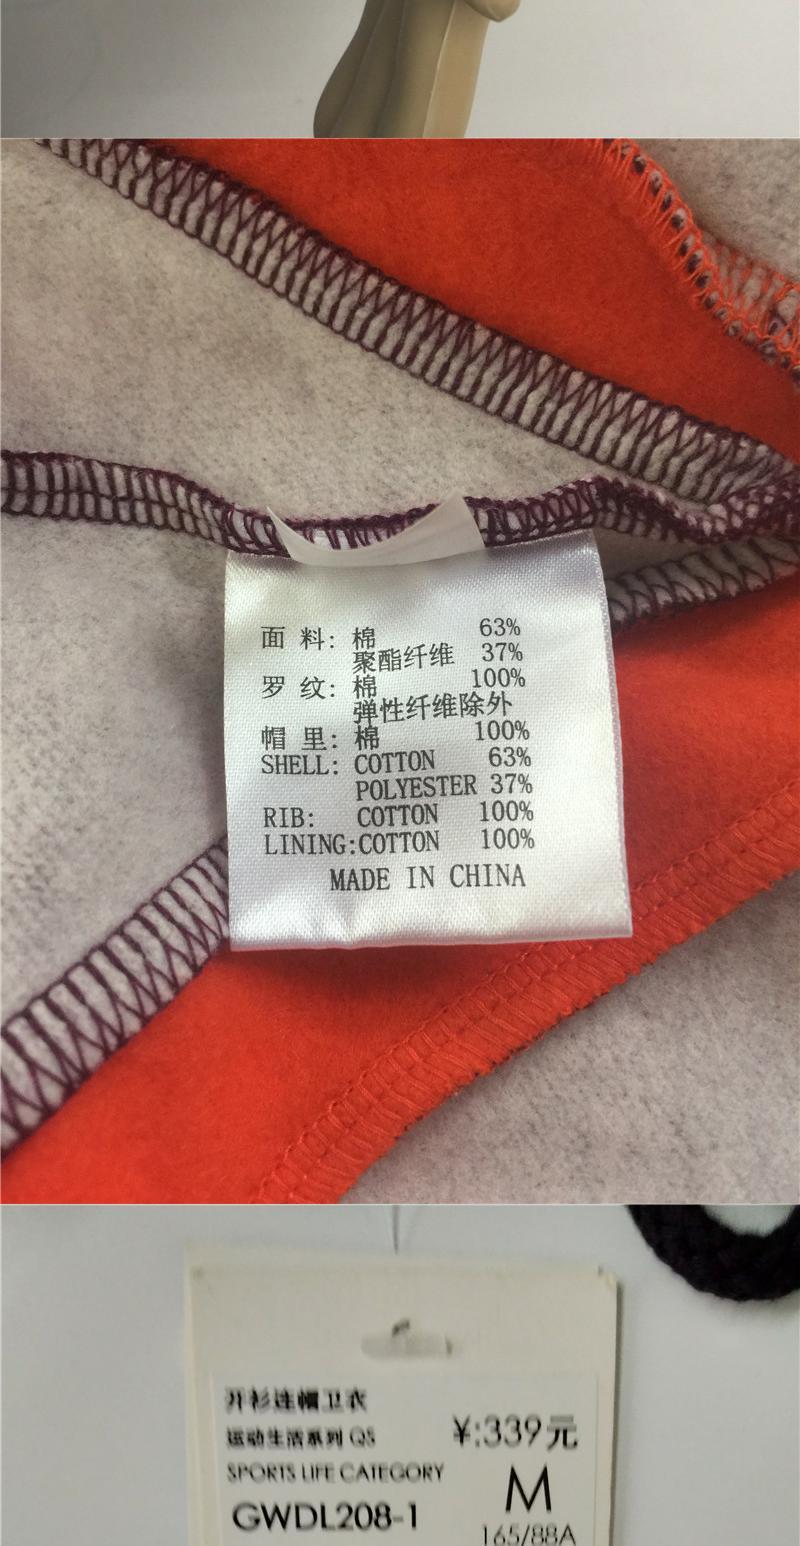 面 料: 棉 63%
聚酯纤维 37%
罗 纹: 棉 100%
弹性纤维除外
帽 里: 棉 100%
SHELL: COTTON 63%
POLYESTER 37%
RIB: COTTON 100%
LINING:COTTON 100%
MADE IN CHINA
开衫连帽卫衣
运动生活系列 QS ¥:339元
SPORTS LIFE CATEGORY
GWDL208-1 M
165/88A